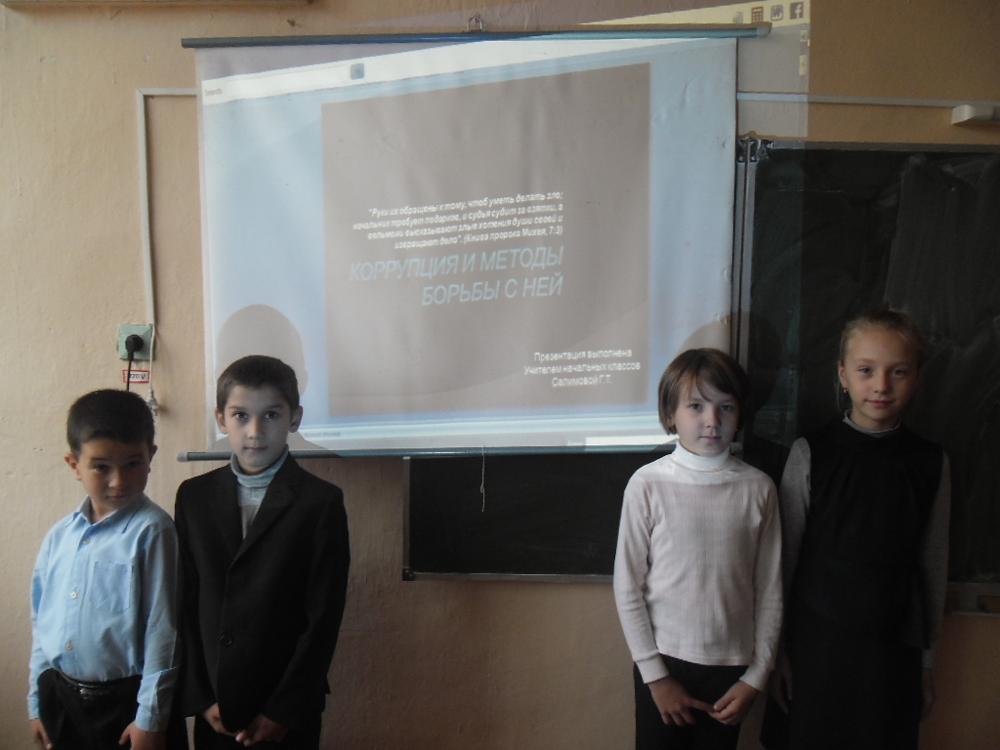 "Руки их обращены к тому, чтоб уметь делать зло;
начальник требует подарков, и судья судит за взятки, а
вельможи высказывают злые хотения души своей и
извращают дело". (Книга пророка Михея, 7:3)
КОРРУПЦИЯ И МЕТОДЫ
БОРЬБЫ С НЕЙ
Презентация выполнена
Учителем начальных классов
Салимовой Г.Т.
220 V